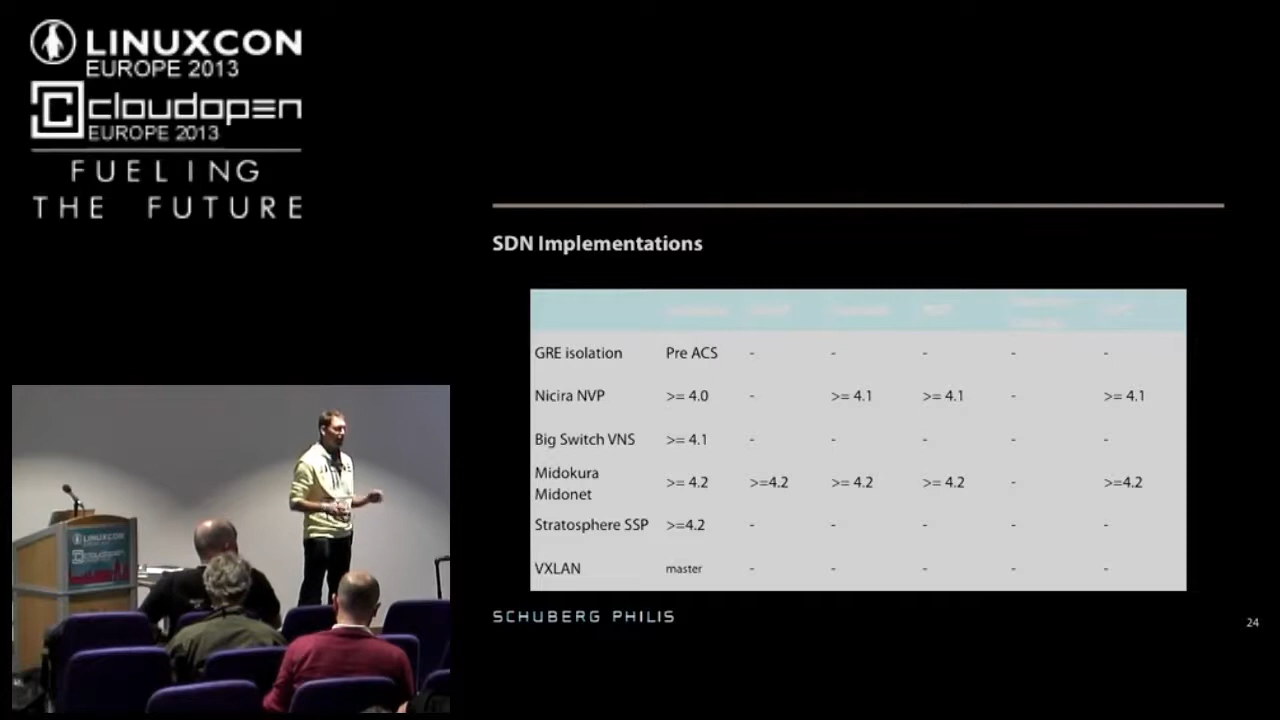 LINUXCON
EUROPE 2013
cloudopen
EUROPE 2013
FUELING
THE FUTURE
SDN Implementations
GRE isolation Pre ACS - - - - -
Nicira NVP >= 4.0 - >= 4.1 >= 4.1 - >= 4.1
Big Switch VNS >= 4.1 - - - - -
Midokura
Midonet >= 4.2 >=4.2 >= 4.2 >= 4.2 - >=4.2
Stratosphere SSP >=4.2 - - - - -
VXLAN master - - - - -
SCHUBERG PHILIS
24
LINUXCON
cloudopen